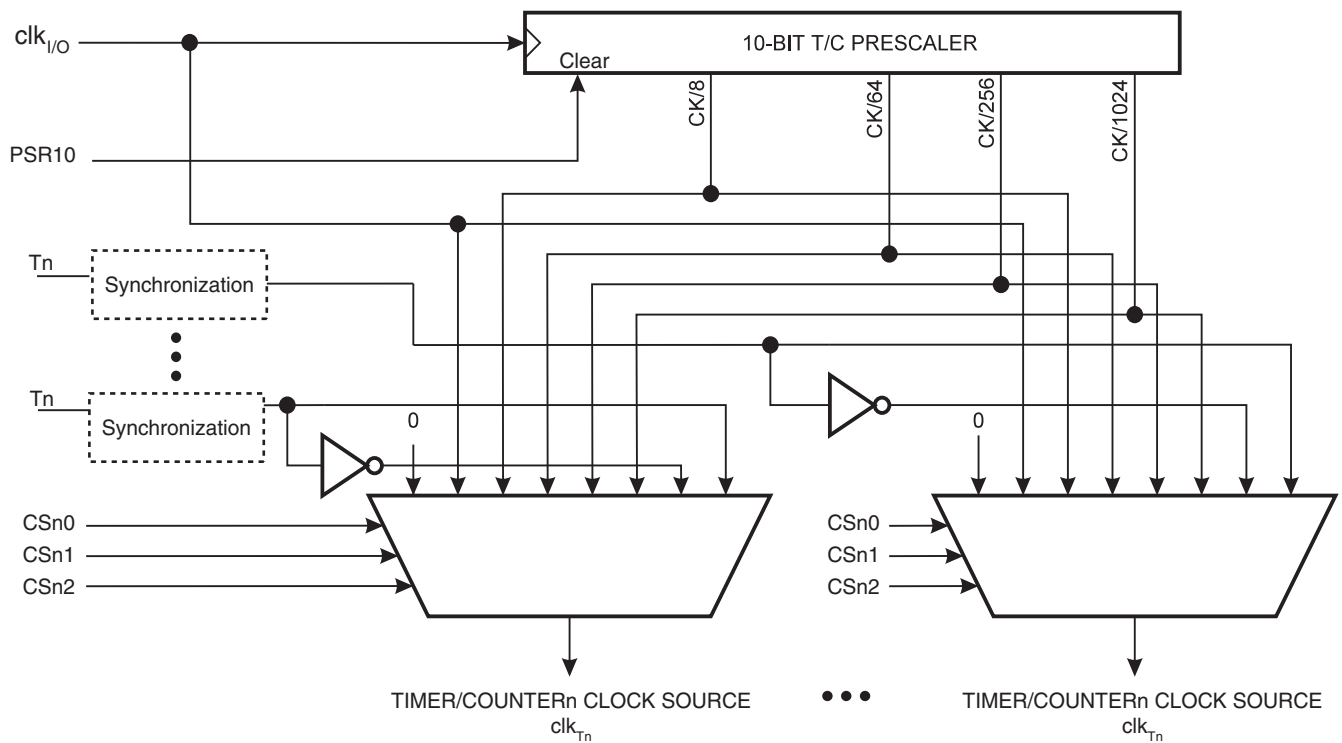 clkI/O
10-BIT T/C PRESCALER
Clear
CK/8
CK/64
CK/256
CK/1024
PSR10
Tn
Synchronization
Tn
Synchronization
0
0
CSn0
CSn1
CSn2
CSn0
CSn1
CSn2
TIMER/COUNTERn CLOCK SOURCE
clkTn
TIMER/COUNTERn CLOCK SOURCE
clkTn